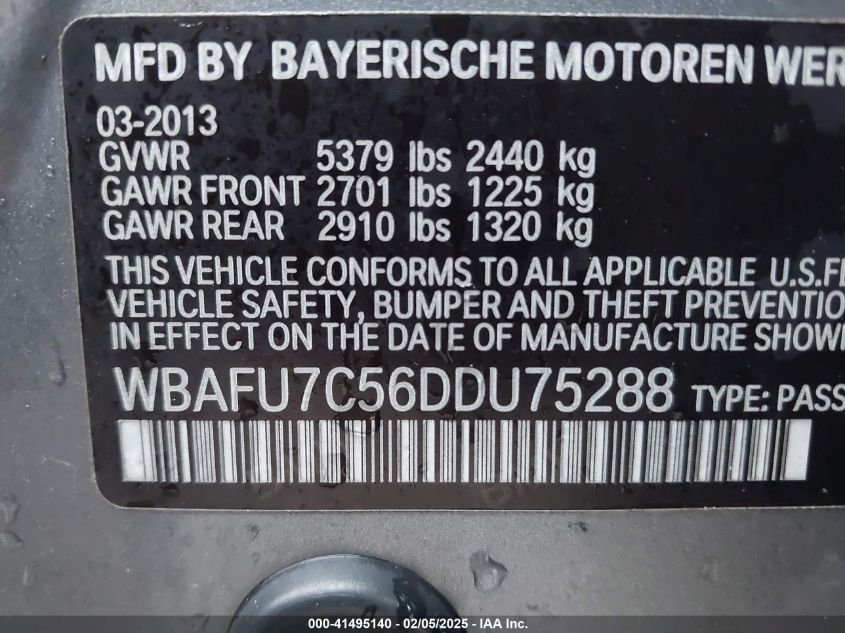 MFD BY BAYERISCHE MOTOREN WER
03-2013
GVWR 5379 lbs 2440 kg
GAWR FRONT 2701 lbs 1225 kg
GAWR REAR 2910 lbs 1320 kg
THIS VEHICLE CONFORMS TO ALL APPLICABLE U.S.FE
VEHICLE SAFETY, BUMPER AND THEFT PREVENTIO
IN EFFECT ON THE DATE OF MANUFACTURE SHOW
WBAFU7C56DDU75288 TYPE: PASS
000-41495140 - 02/05/2025 - IAAI Inc.